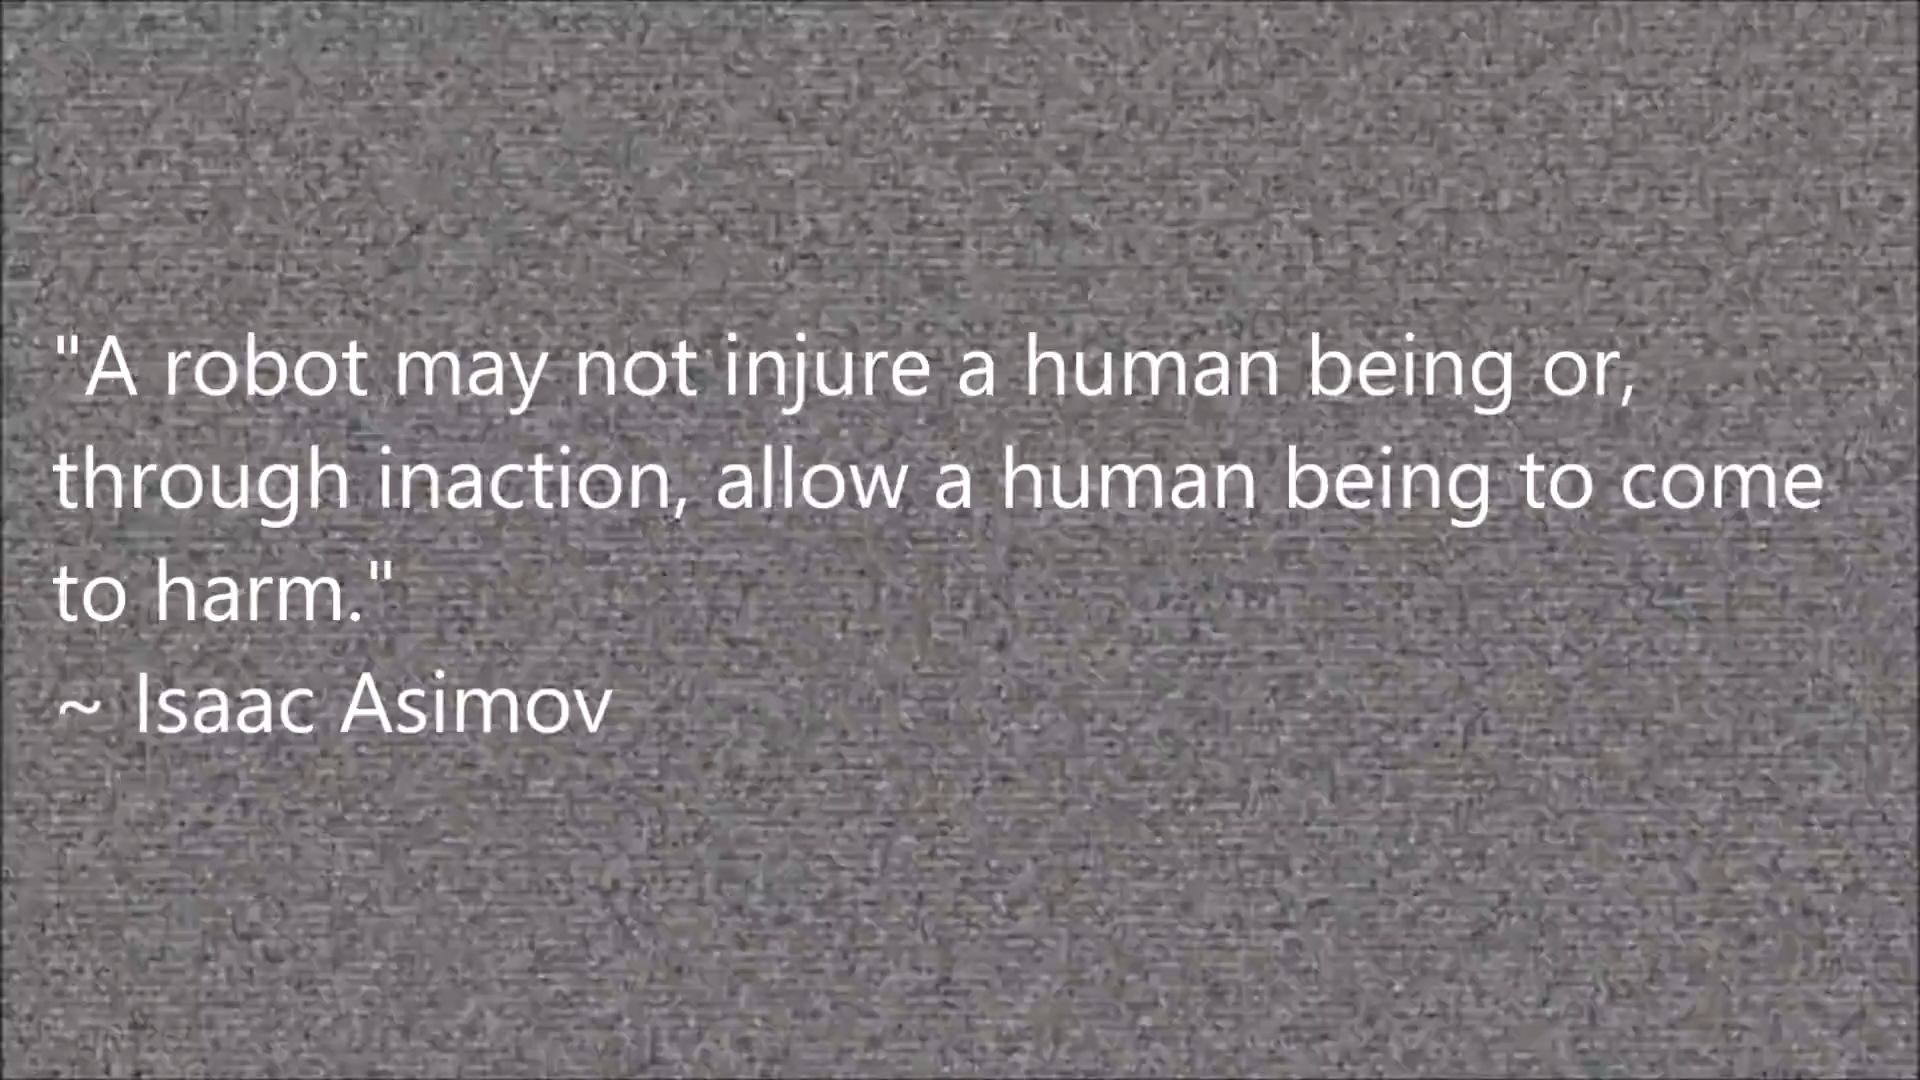 "A robot may not injure a human being or,
through inaction, allow a human being to come
to harm."
~ Isaac Asimov